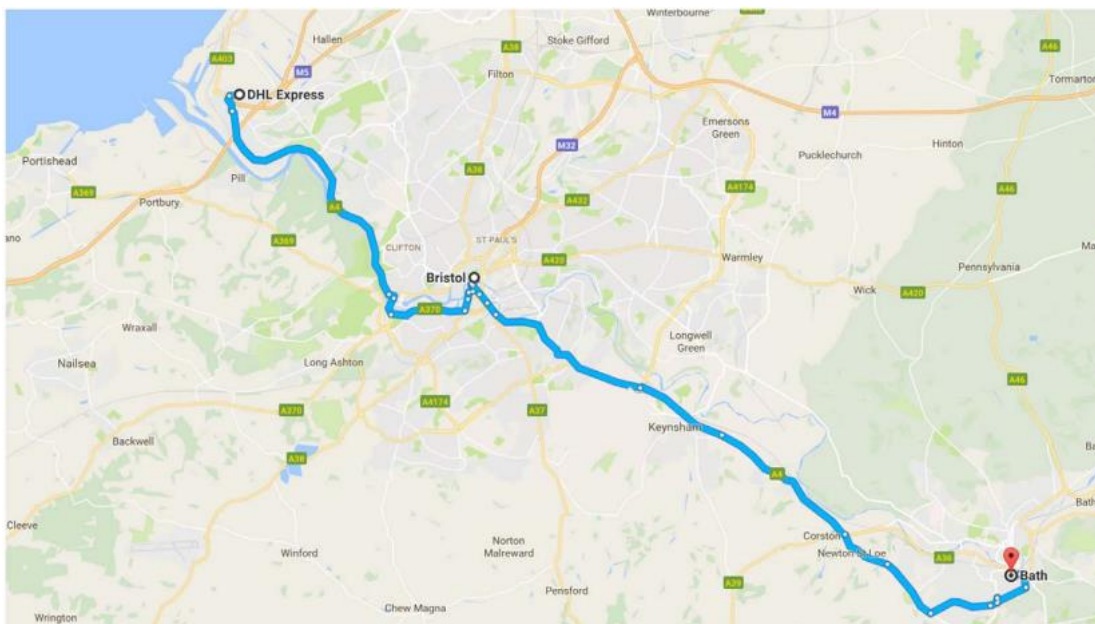 Winterbourne
Hallen
Stoke Gifford
A38
A46
A403
M5
Filton
Tormarton
DHL Express
M4
Emersons
Green
Portishead
M32
Pucklechurch
Hinton
Pill
A38
A369
A4174
A46
Portbury
A432
A4
ST PAUL'S
A369
CLIFTON
A420
Warmley
Bristol
Pennsylvania
Wick
A420
A370
Wraxall
Longwell
Green
Long Ashton
Nailsea
A46
A4174
A370
A37
Keynsham
Backwell
A38
A4
Bath
Cleeve
Corston
Norton
Malreward
Winford
Newton St Loe
A36
Bath
A39
Pensford
Chew Magna
Wrington